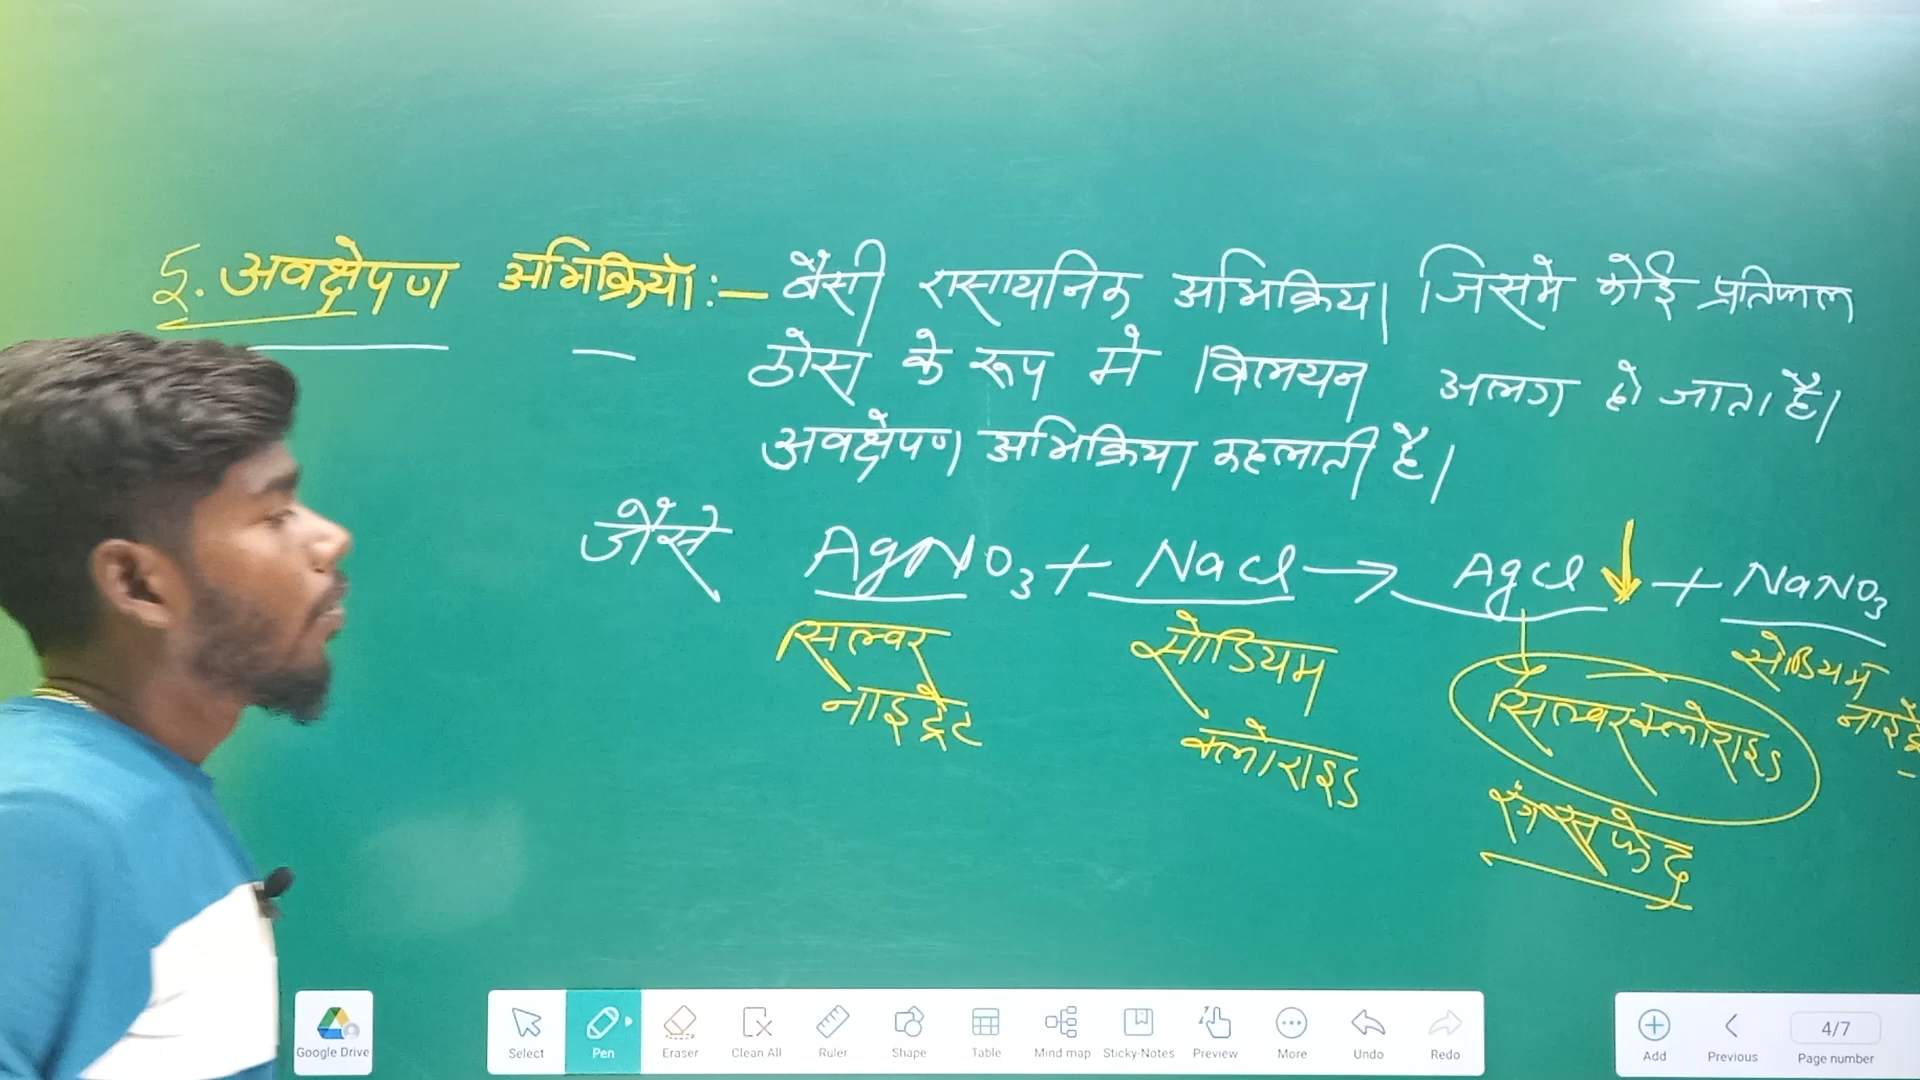 5. अवक्षेपण अभिक्रिया :- वैसी रासायनिक अभिक्रिया जिसमे कोई प्रतिफल
ठोस के रूप मे विलयन अलग हो जाता है।
अवक्षेपण अभिक्रिया कहलाती है।
जैसे AgNO₃ + NaCl → AgCl ↓ + NaNO₃
सिल्वर नाइट्रेट
सोडियम क्लोराइड
सिल्वर क्लोराइड
रंग सफेद
सोडियम
Google Drive
Select Pen Eraser Clean All Ruler Shape Table Mind map Sticky-Notes Preview More Undo Redo
Add Previous 4/7 Page number